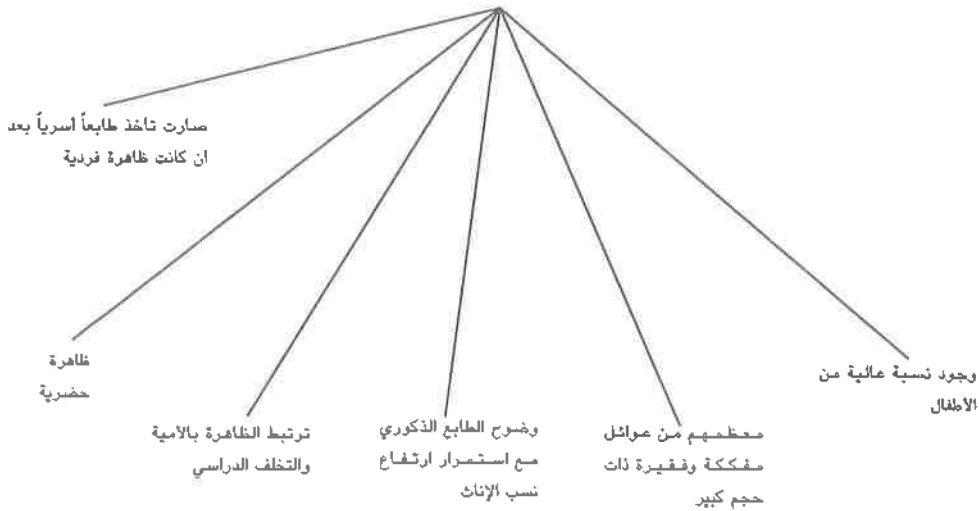 صارت تأخذ طابعاً أسرياً بعد
ان كانت ظاهرة فردية
وجود نسبة عالية من
الأطفال
معظمهم من عوائل
مفككة وفقيرة ذات
حجم كبير
وضوح الطابع الذكوري
مع استمرار ارتفاع
نسب الإناث
ترتبط الظاهرة بالأمية
والتخلف الدراسي
ظاهرة
حضرية